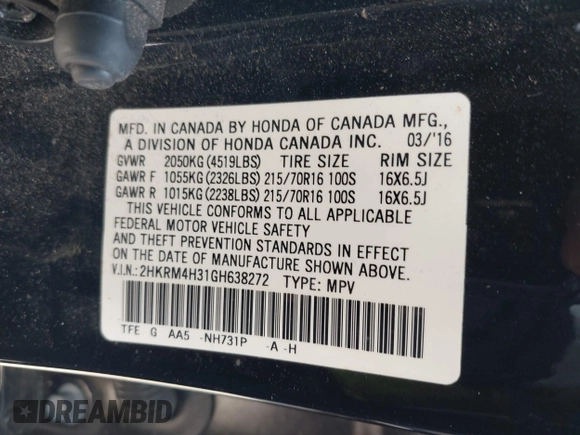 MFD. IN CANADA BY HONDA OF CANADA MFG.,
A DIVISION OF HONDA CANADA INC. 03/'16
GVWR 2050KG (4519LBS) TIRE SIZE RIM SIZE
GAWR F 1055KG (2326LBS) 215/70R16 100S 16X6.5J
GAWR R 1015KG (2238LBS) 215/70R16 100S 16X6.5J
THIS VEHICLE CONFORMS TO ALL APPLICABLE
FEDERAL MOTOR VEHICLE SAFETY
AND THEFT PREVENTION STANDARDS IN EFFECT
ON THE DATE OF MANUFACTURE SHOWN ABOVE.
V.I.N.: 2HKRM4H31GH638272 TYPE: MPV
TFE G AA5 -NH731P -A -H
DREAMBID